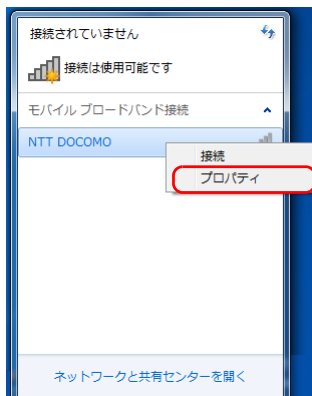 接続されていません
接続は使用可能です
モバイル ブロードバンド接続
NTT DOCOMO
接続
プロパティ
ネットワークと共有センターを開く